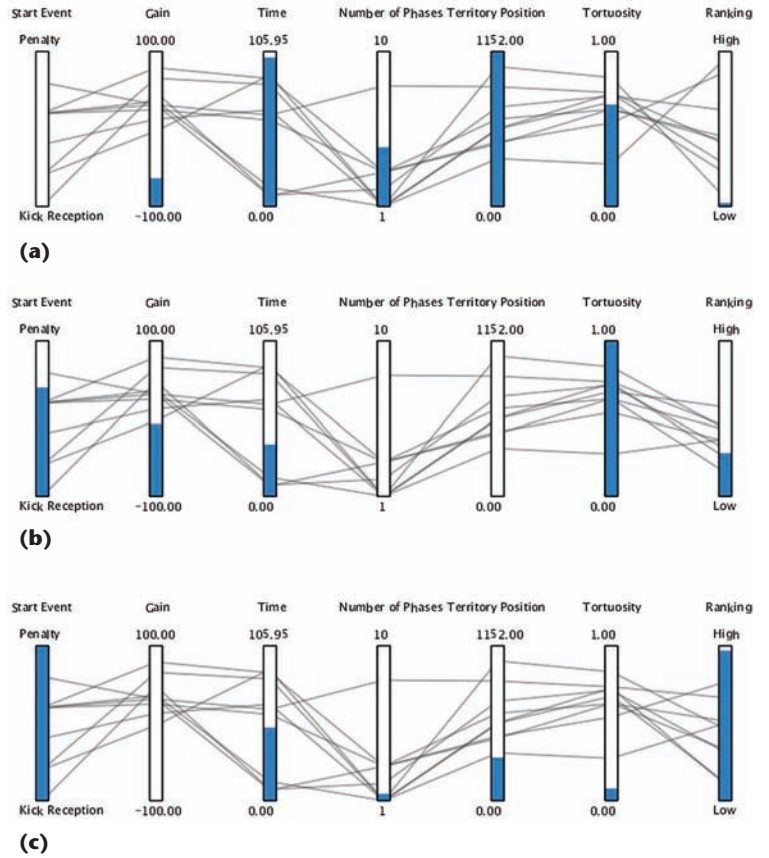 Start Event Gain Time Number of Phases Territory Position Tortuosity Ranking
Penalty 100.00 105.95 10 1152.00 1.00 High
Kick Reception -100.00 0.00 1 0.00 0.00 Low
(a)
Start Event Gain Time Number of Phases Territory Position Tortuosity Ranking
Penalty 100.00 105.95 10 1152.00 1.00 High
Kick Reception -100.00 0.00 1 0.00 0.00 Low
(b)
Start Event Gain Time Number of Phases Territory Position Tortuosity Ranking
Penalty 100.00 105.95 10 1152.00 1.00 High
Kick Reception -100.00 0.00 1 0.00 0.00 Low
(c)